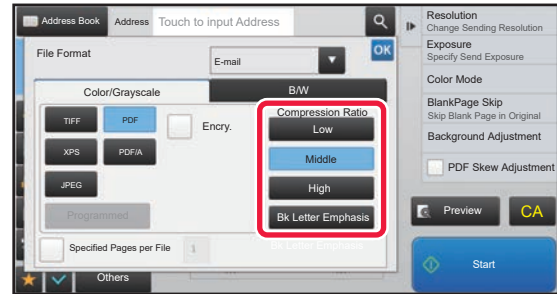 Address Book
Address
Touch to input Address
File Format
E-mail
OK
Color/Grayscale
B/W
TIFF
PDF
Encry.
XPS
PDF/A
JPEG
Programmed
Specified Pages per File
1
Compression Ratio
Low
Middle
High
Bk Letter Emphasis
Bk Letter Emphasis
Others
Resolution
Change Sending Resolution
Exposure
Specify Send Exposure
Color Mode
BlankPage Skip
Skip Blank Page in Original
Background Adjustment
PDF Skew Adjustment
Preview
CA
Start